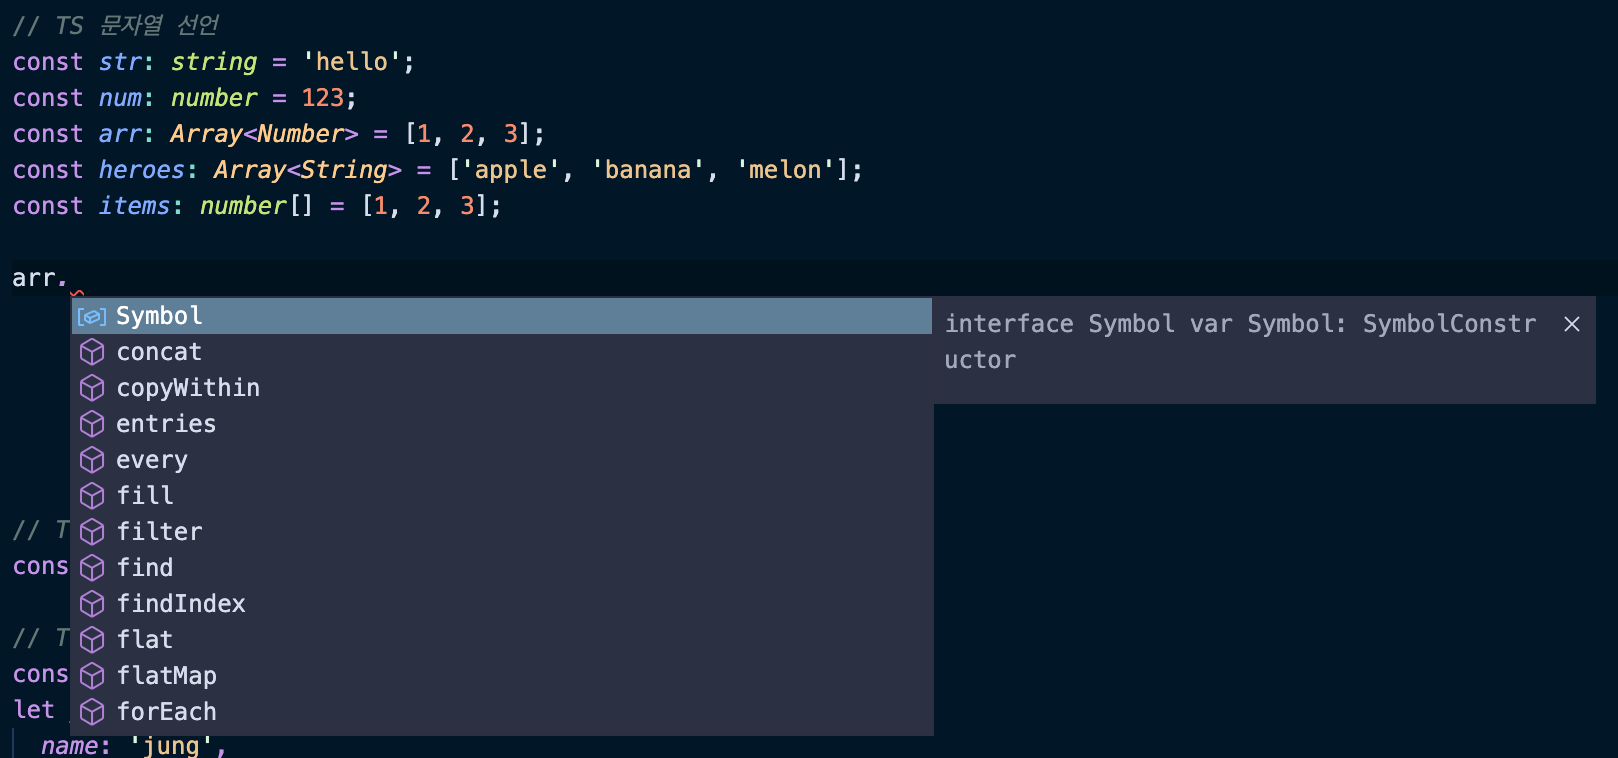 // TS 문자열 선언
const str: string = 'hello';
const num: number = 123;
const arr: Array<Number> = [1, 2, 3];
const heroes: Array<String> = ['apple', 'banana', 'melon'];
const items: number[] = [1, 2, 3];
arr.
Symbol
concat
copyWithin
entries
every
fill
filter
find
findIndex
flat
flatMap
forEach
interface Symbol var Symbol: SymbolConstr
uctor
// T
cons
// T
cons
let
name: 'jung',